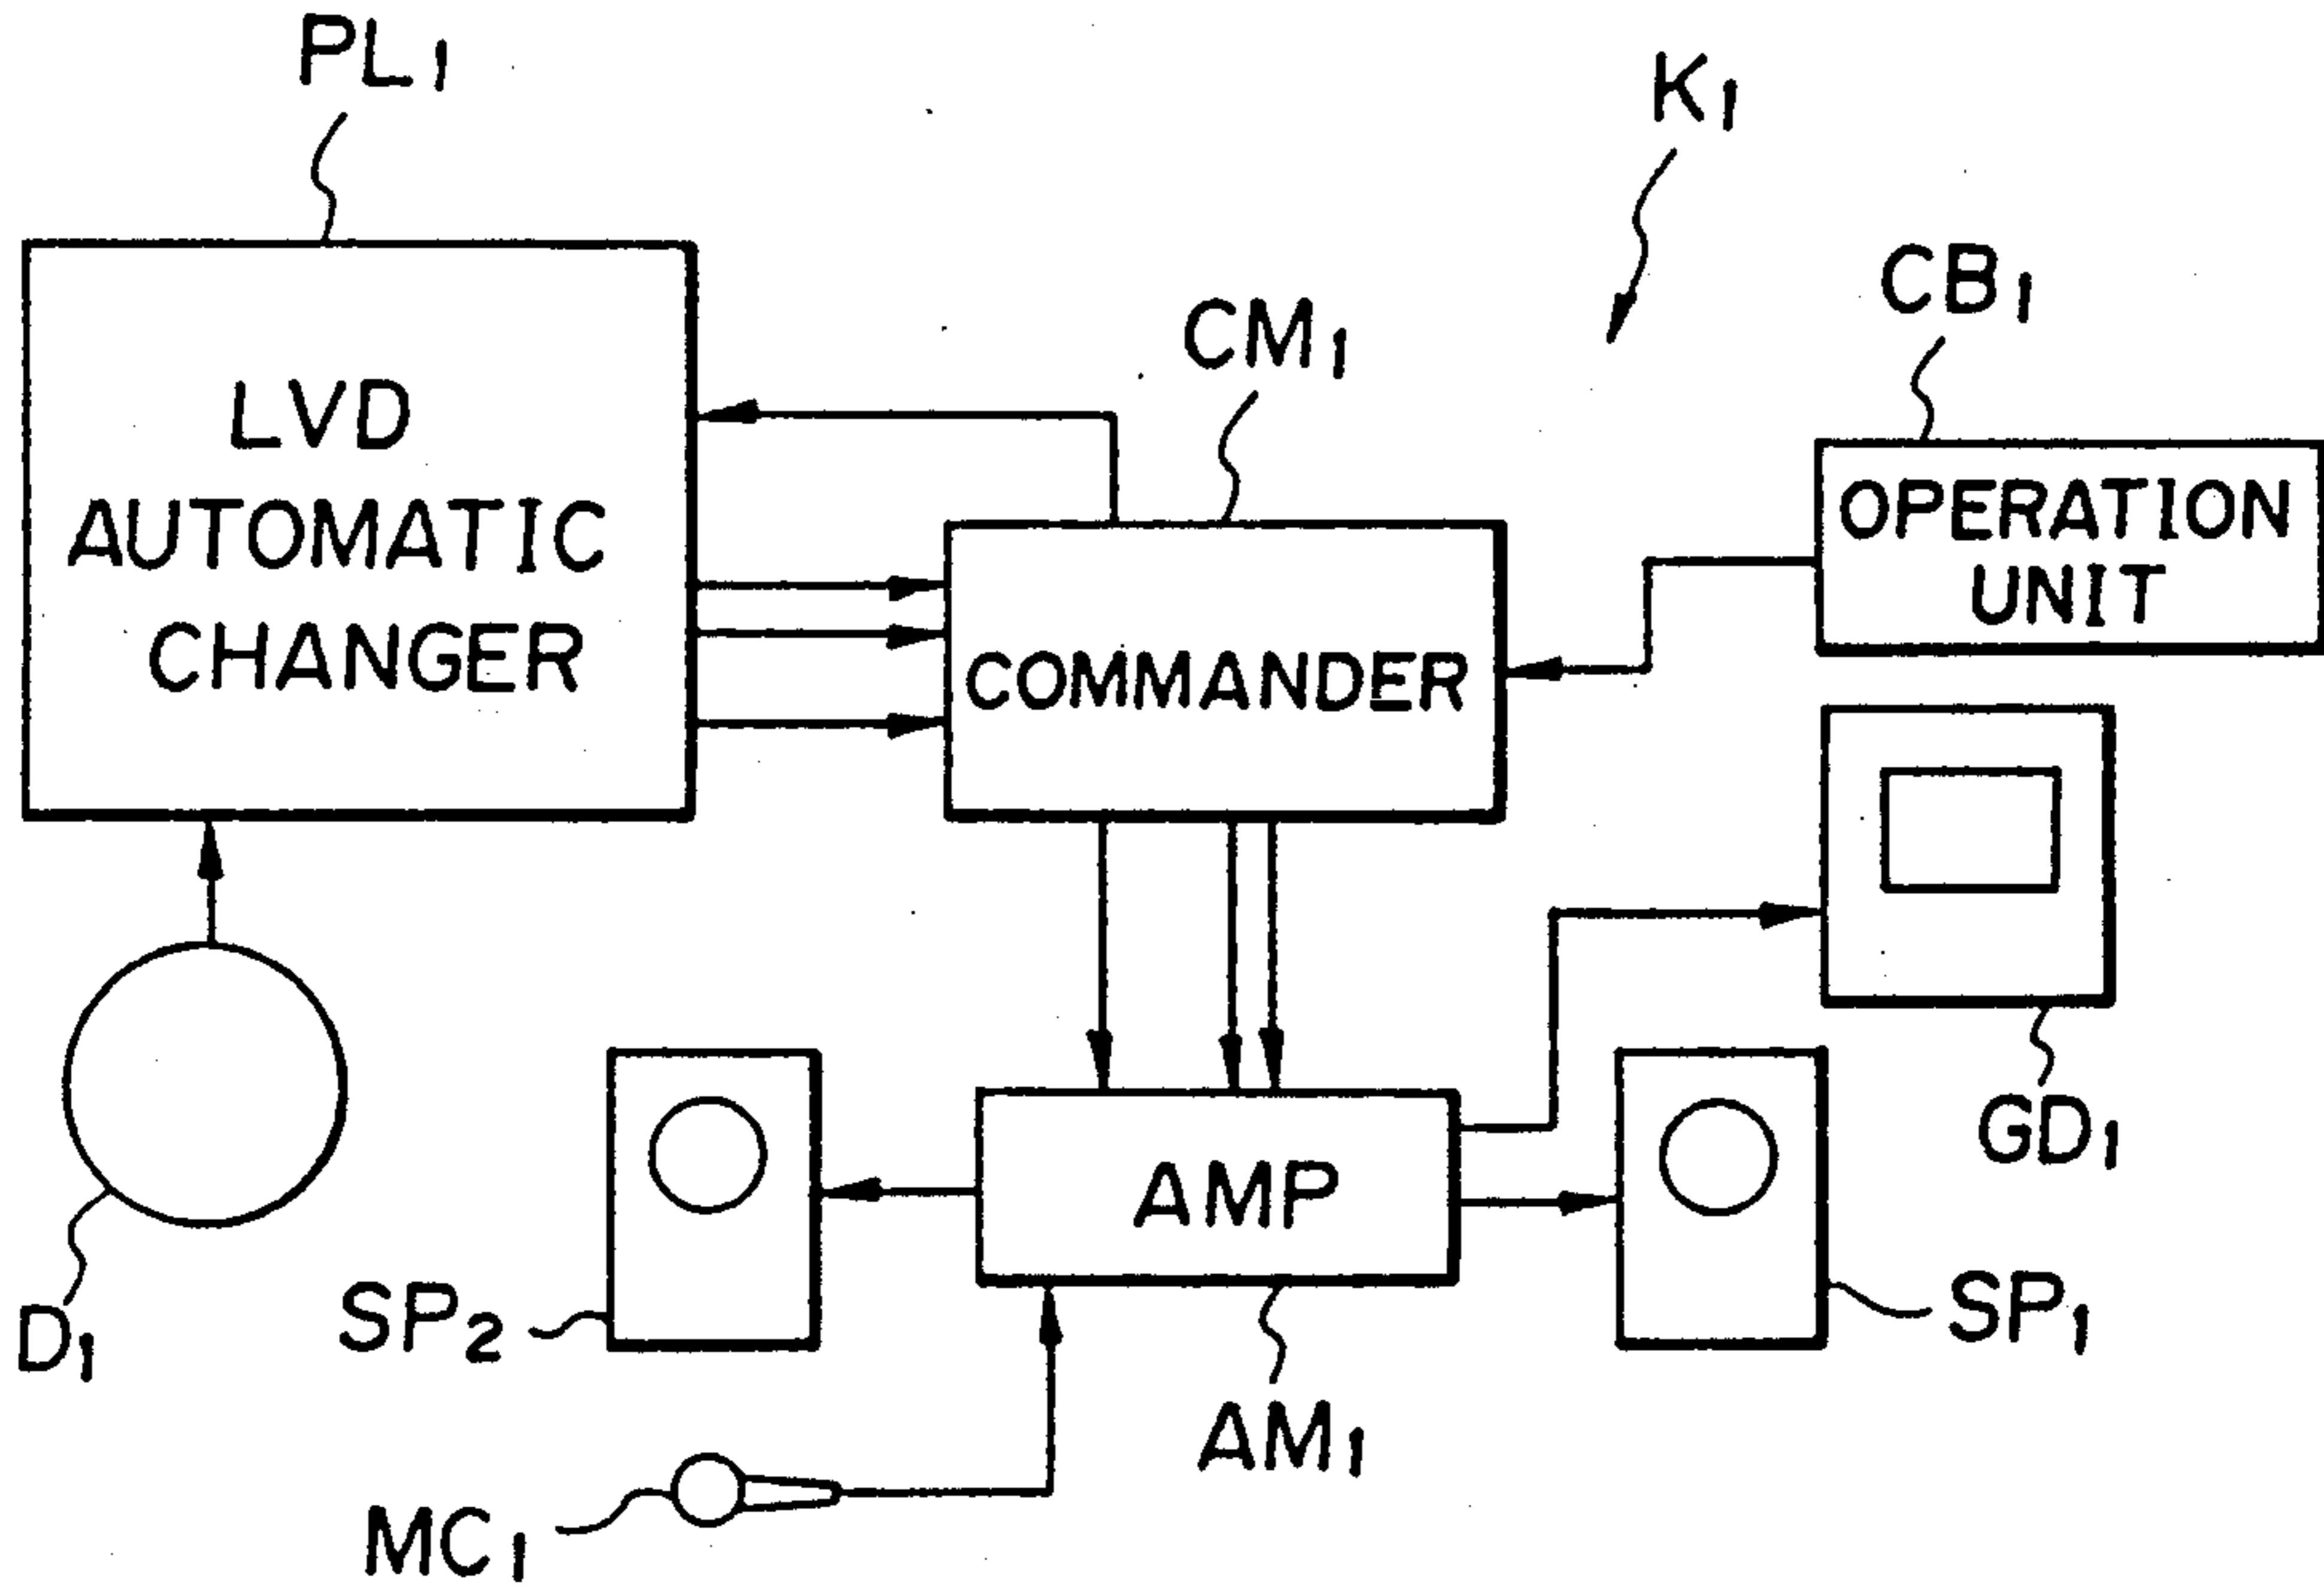 PL1
K1
CB1
CM1
LVD
AUTOMATIC
CHANGER
OPERATION
UNIT
COMMANDER
GD1
AMP
SP2
SP1
D1
AM1
MC1